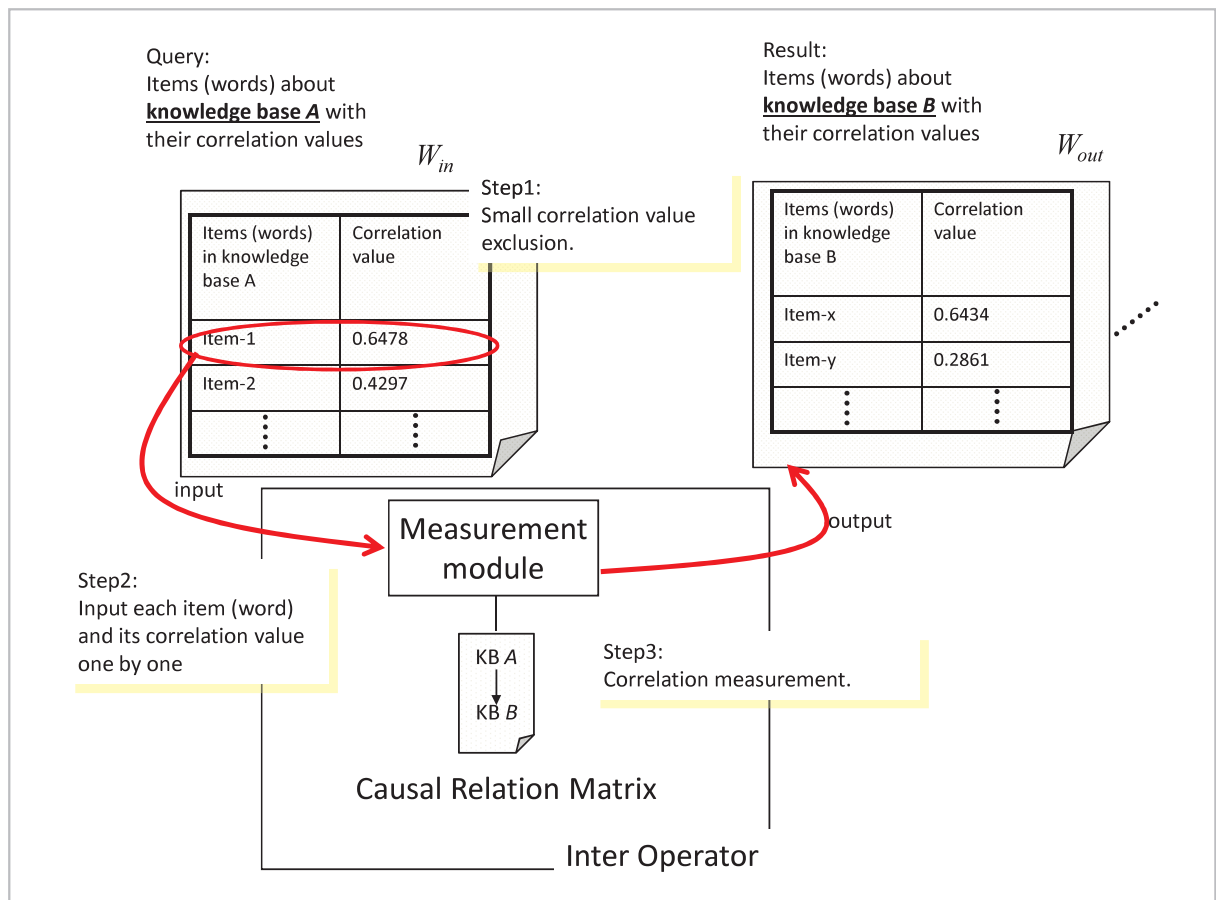 Query:
Items (words) about
knowledge base A with
their correlation values
W_in
Result:
Items (words) about
knowledge base B with
their correlation values
W_out
Step1:
Small correlation value
exclusion.
Items (words)
in knowledge
base A
Correlation
value
Item-1
0.6478
Item-2
0.4297
Items (words)
in knowledge
base B
Correlation
value
Item-x
0.6434
Item-y
0.2861
input
output
Measurement
module
Step2:
Input each item (word)
and its correlation value
one by one
KB A
KB B
Step3:
Correlation measurement.
Causal Relation Matrix
Inter Operator